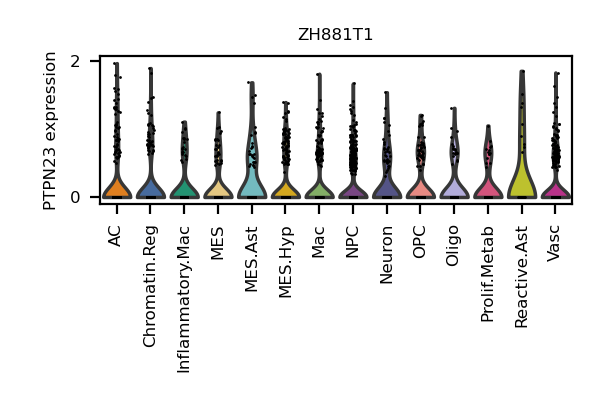 ZH881T1
PTPN23 expression
2
0
AC
Chromatin.Reg
Inflammatory.Mac
MES
MES.Ast
MES.Hyp
Mac
NPC
Neuron
OPC
Oligo
Prolif.Metab
Reactive.Ast
Vasc